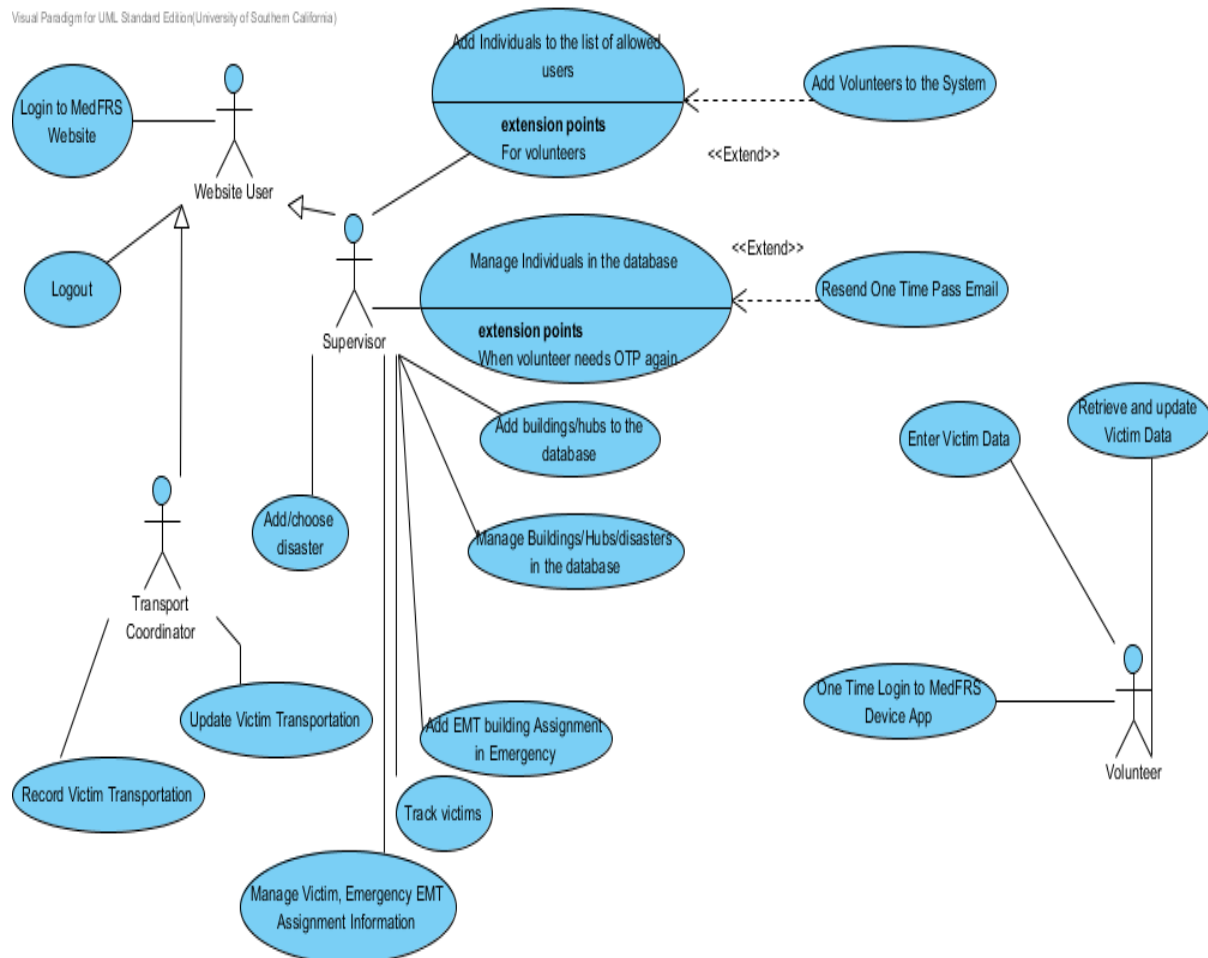 Visual Paradigm for UML Standard Edition(University of Southern California)
Add Individuals to the list of allowed
users
extension points
For volunteers
Add Volunteers to the System
<<Extend>>
Login to MedFRS
Website
Website User
Logout
Manage Individuals in the database
extension points
When volunteer needs OTP again
<<Extend>>
Resend One Time Pass Email
Supervisor
Add buildings/hubs to the
database
Enter Victim Data
Retrieve and update
Victim Data
Add/choose
disaster
Manage Buildings/Hubs/disasters
in the database
Transport
Coordinator
Update Victim Transportation
Record Victim Transportation
Add EMT building Assignment
in Emergency
Track victims
Manage Victim, Emergency EMT
Assignment Information
One Time Login to MedFRS
Device App
Volunteer